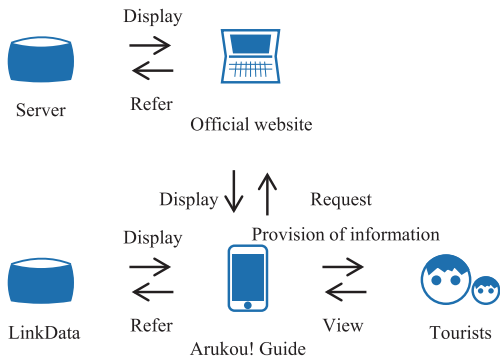 Display
Refer
Server
Official website
Display
Request
Provision of information
Display
Refer
View
LinkData
Arukou! Guide
Tourists